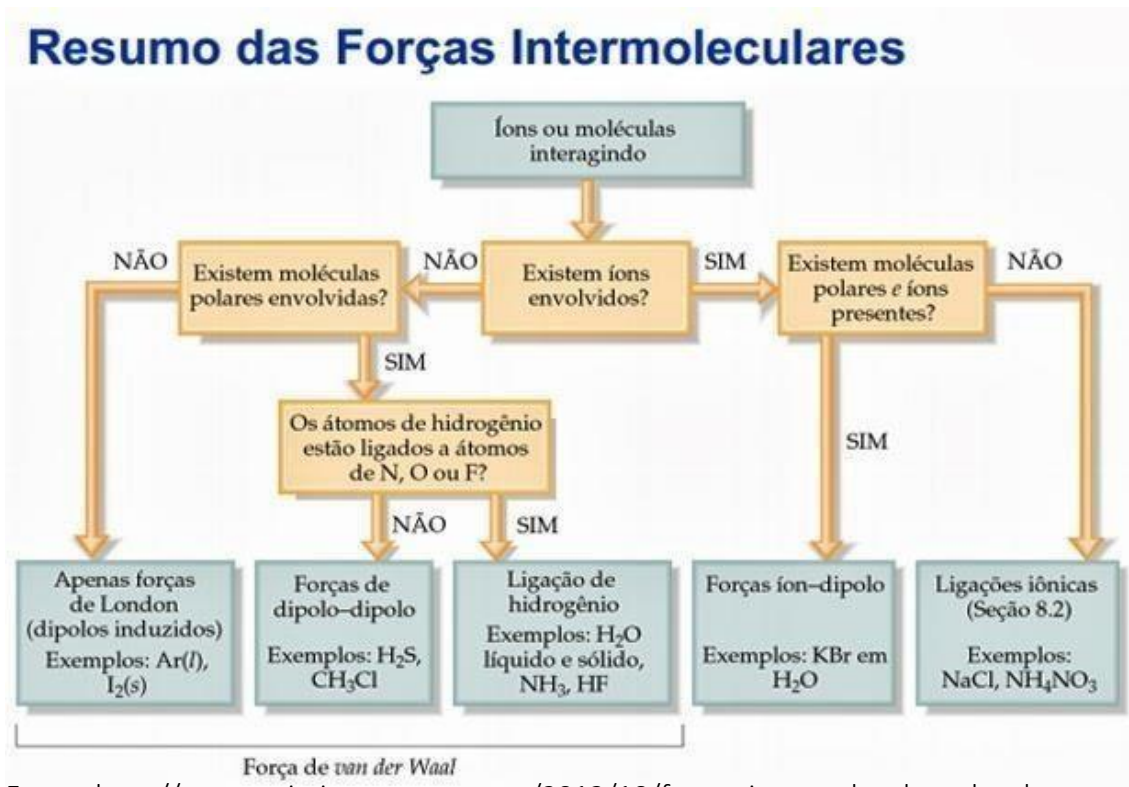 Resumo das Forças Intermoleculares
Íons ou moléculas
interagindo
NÃO
Existem moléculas
polares envolvidas?
NÃO
Existem íons
envolvidos?
SIM
Existem moléculas
polares e íons
presentes?
NÃO
SIM
Os átomos de hidrogênio
estão ligados a átomos
de N, O ou F?
SIM
NÃO
SIM
Apenas forças
de London
(dipolos induzidos)
Exemplos: Ar(l),
I₂(s)
Forças de
dipolo–dipolo
Exemplos: H₂S,
CH₃Cl
Ligação de
hidrogênio
Exemplos: H₂O
líquido e sólido,
NH₃, HF
Forças íon–dipolo
Exemplos: KBr em
H₂O
Ligações iônicas
(Seção 8.2)
Exemplos:
NaCl, NH₄NO₃
Força de van der Waal